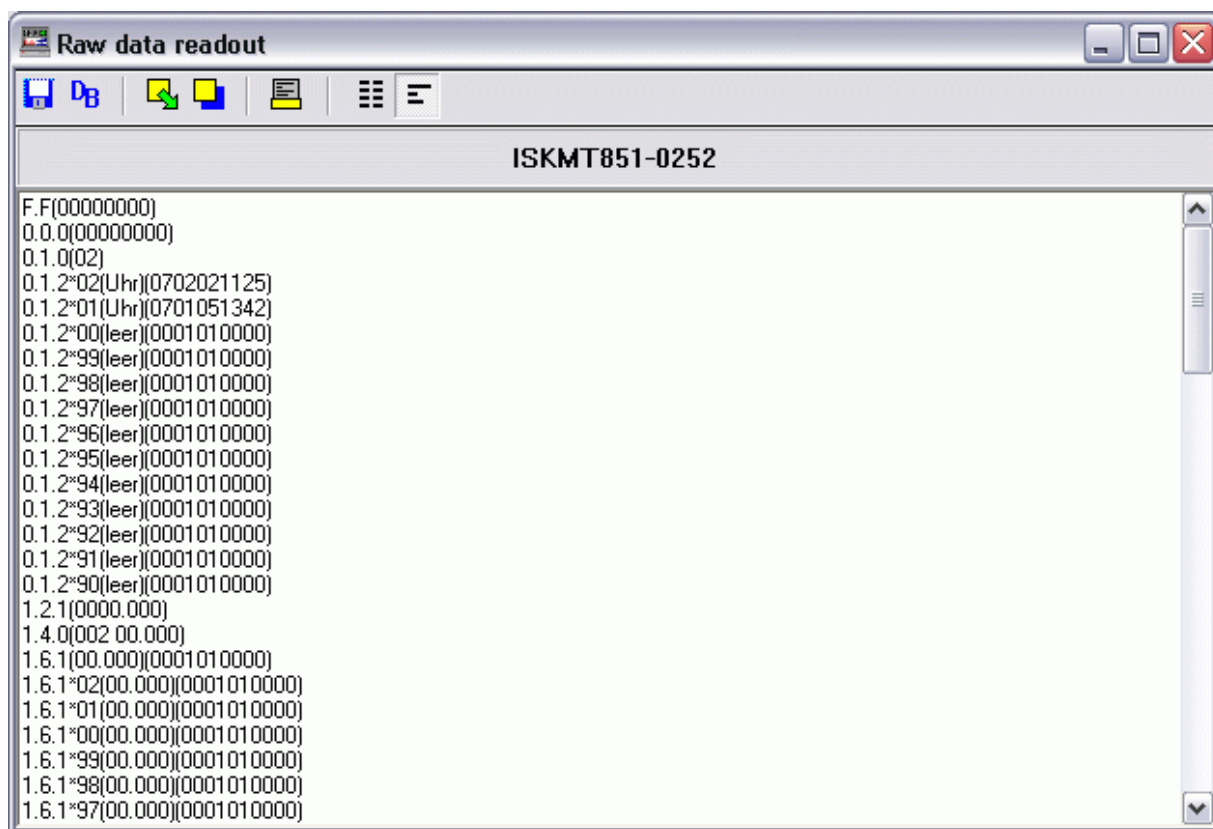 Raw data readout
DB
ISKMT851-0252
F.F(00000000)
0.0.0(00000000)
0.1.0(02)
0.1.2*02(Uhr)(0702021125)
0.1.2*01(Uhr)(0701051342)
0.1.2*00(leer)(0001010000)
0.1.2*99(leer)(0001010000)
0.1.2*98(leer)(0001010000)
0.1.2*97(leer)(0001010000)
0.1.2*96(leer)(0001010000)
0.1.2*95(leer)(0001010000)
0.1.2*94(leer)(0001010000)
0.1.2*93(leer)(0001010000)
0.1.2*92(leer)(0001010000)
0.1.2*91(leer)(0001010000)
0.1.2*90(leer)(0001010000)
1.2.1(0000.000)
1.4.0(002 00.000)
1.6.1(00.000)(0001010000)
1.6.1*02(00.000)(0001010000)
1.6.1*01(00.000)(0001010000)
1.6.1*00(00.000)(0001010000)
1.6.1*99(00.000)(0001010000)
1.6.1*98(00.000)(0001010000)
1.6.1*97(00.000)(0001010000)